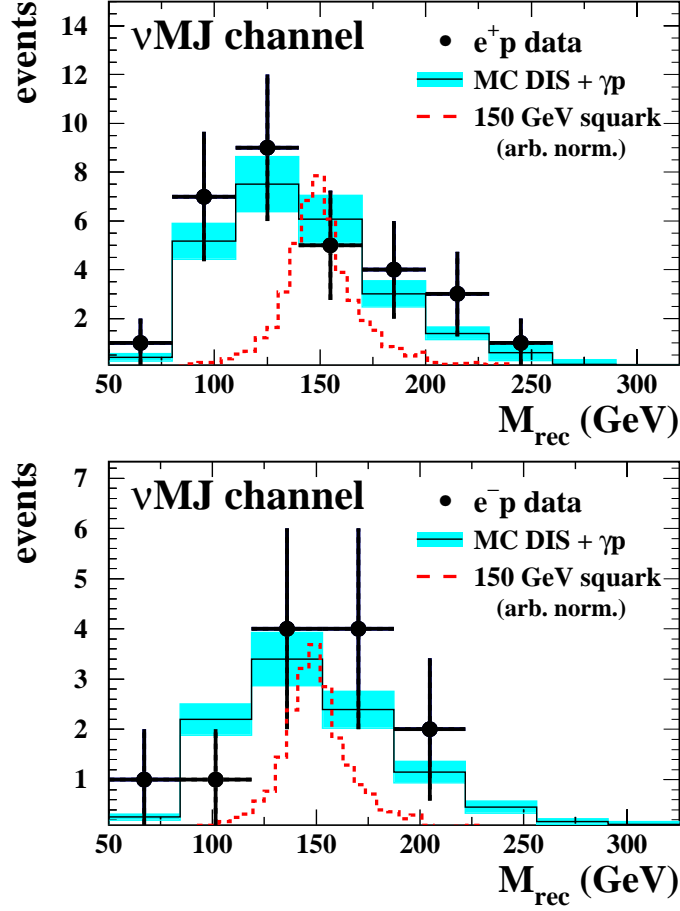 νMJ channel
e⁺p data
MC DIS + γp
150 GeV squark
(arb. norm.)
events
14
12
10
8
6
4
2
50 100 150 200 250 300
M_rec (GeV)
νMJ channel
e⁻p data
MC DIS + γp
150 GeV squark
(arb. norm.)
events
7
6
5
4
3
2
1
50 100 150 200 250 300
M_rec (GeV)